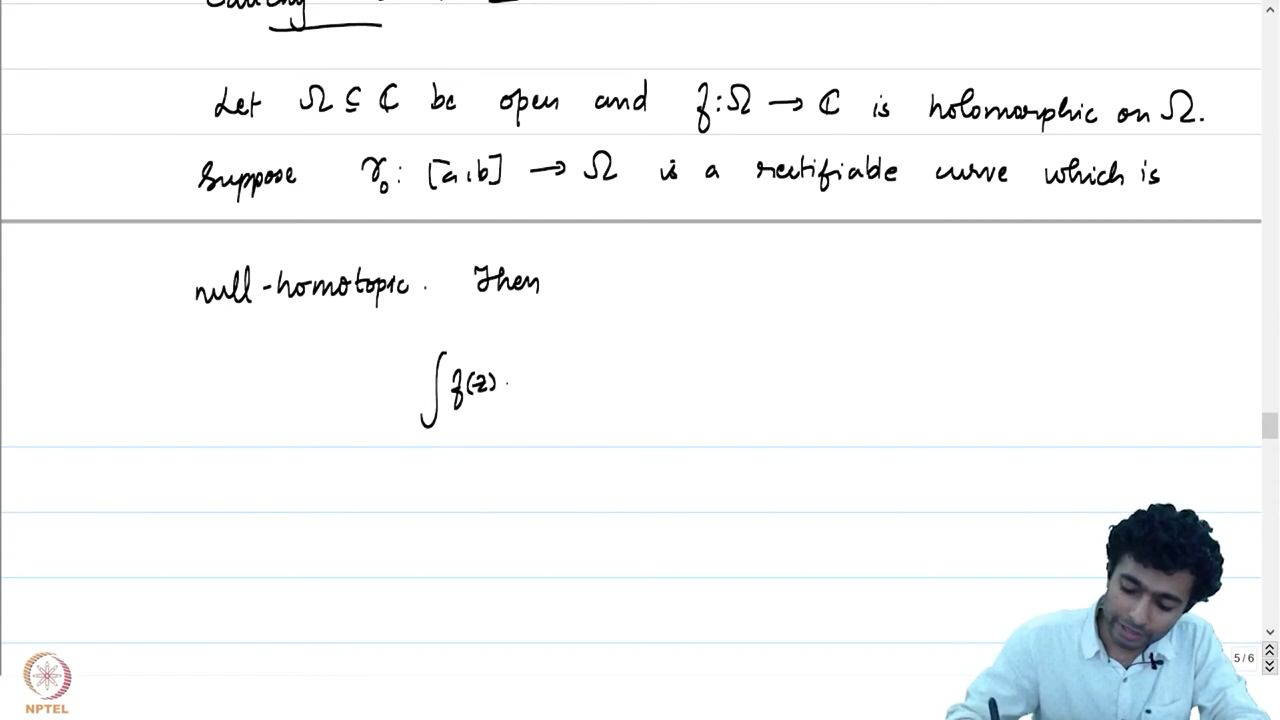 Cauchy
Let Ω ⊆ ℂ be open and f : Ω → ℂ is holomorphic on Ω.
Suppose γ₀ : [a,b] → Ω is a rectifiable curve which is
null-homotopic. Then
∫ f(z)
5 / 6
NPTEL